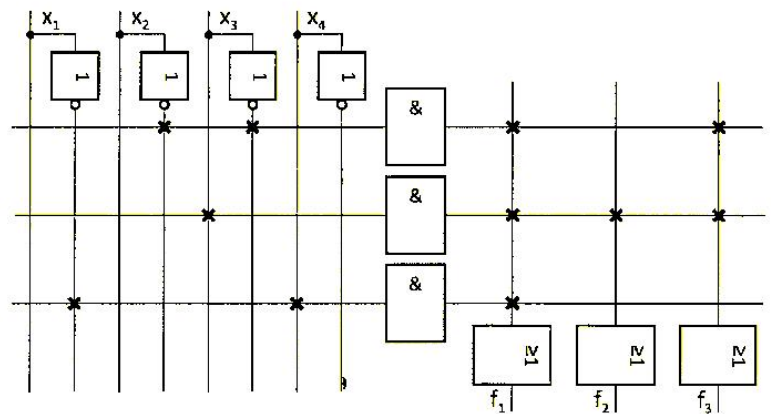 X₁ X₂ X₃ X₄
1 1 1 1
&
&
&
≥1 ≥1 ≥1
f₁ f₂ f₃